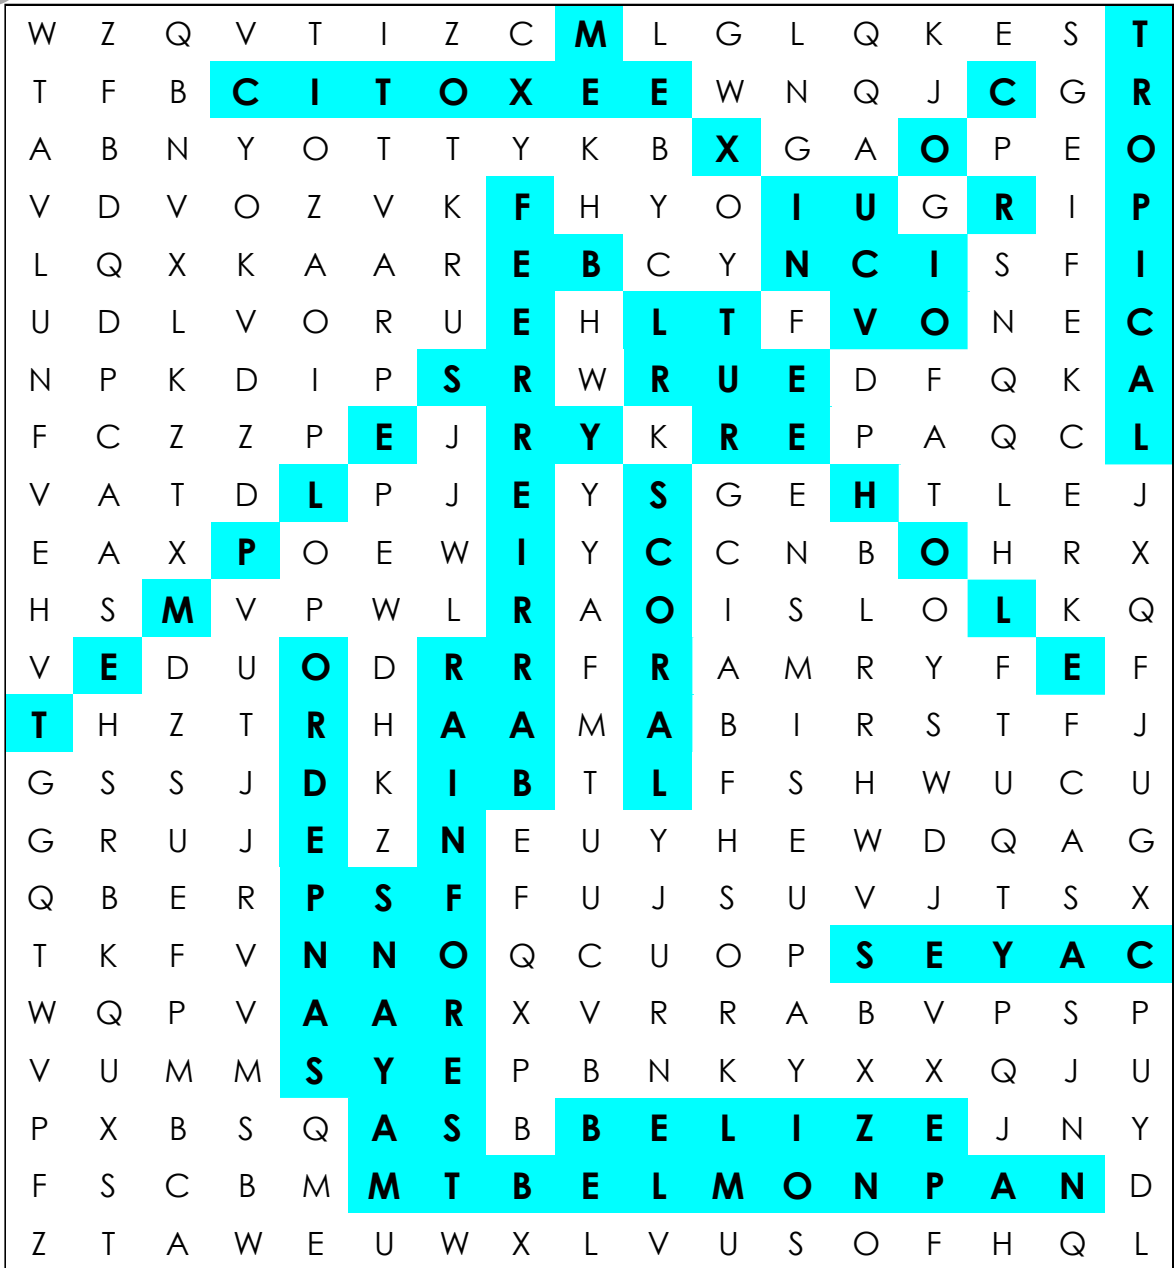 W Z Q V T I Z C M L G L Q K E S T
T F B C I T O X E E W N Q J C G R
A B N Y O T T Y K B X G A O P E O
V D V O Z V K F H Y O I U G R I P
L Q X K A A R E B C Y N C I S F I
U D L V O R U E H L T F V O N E C
N P K D I P S R W R U E D F Q K A
F C Z Z P E J R Y K R E P A Q C L
V A T D L P J E Y S G E H T L E J
E A X P O E W I Y C C N B O H R X
H S M V P W L R A O I S L O L K Q
V E D U O D R R F R A M R Y F E F
T H Z T R H A A M A B I R S T F J
G S S J D K I B T L F S H W U C U
G R U J E Z N E U Y H E W D Q A G
Q B E R P S F F U J S U V J T S X
T K F V N N O Q C U O P S E Y A C
W Q P V A A R X V R R A B V P S P
V U M M S Y E P B N K Y X X Q J U
P X B S Q A S B B E L I Z E J N Y
F S C B M M T B E L M O N P A N D
Z T A W E U W X L V U S O F H Q L